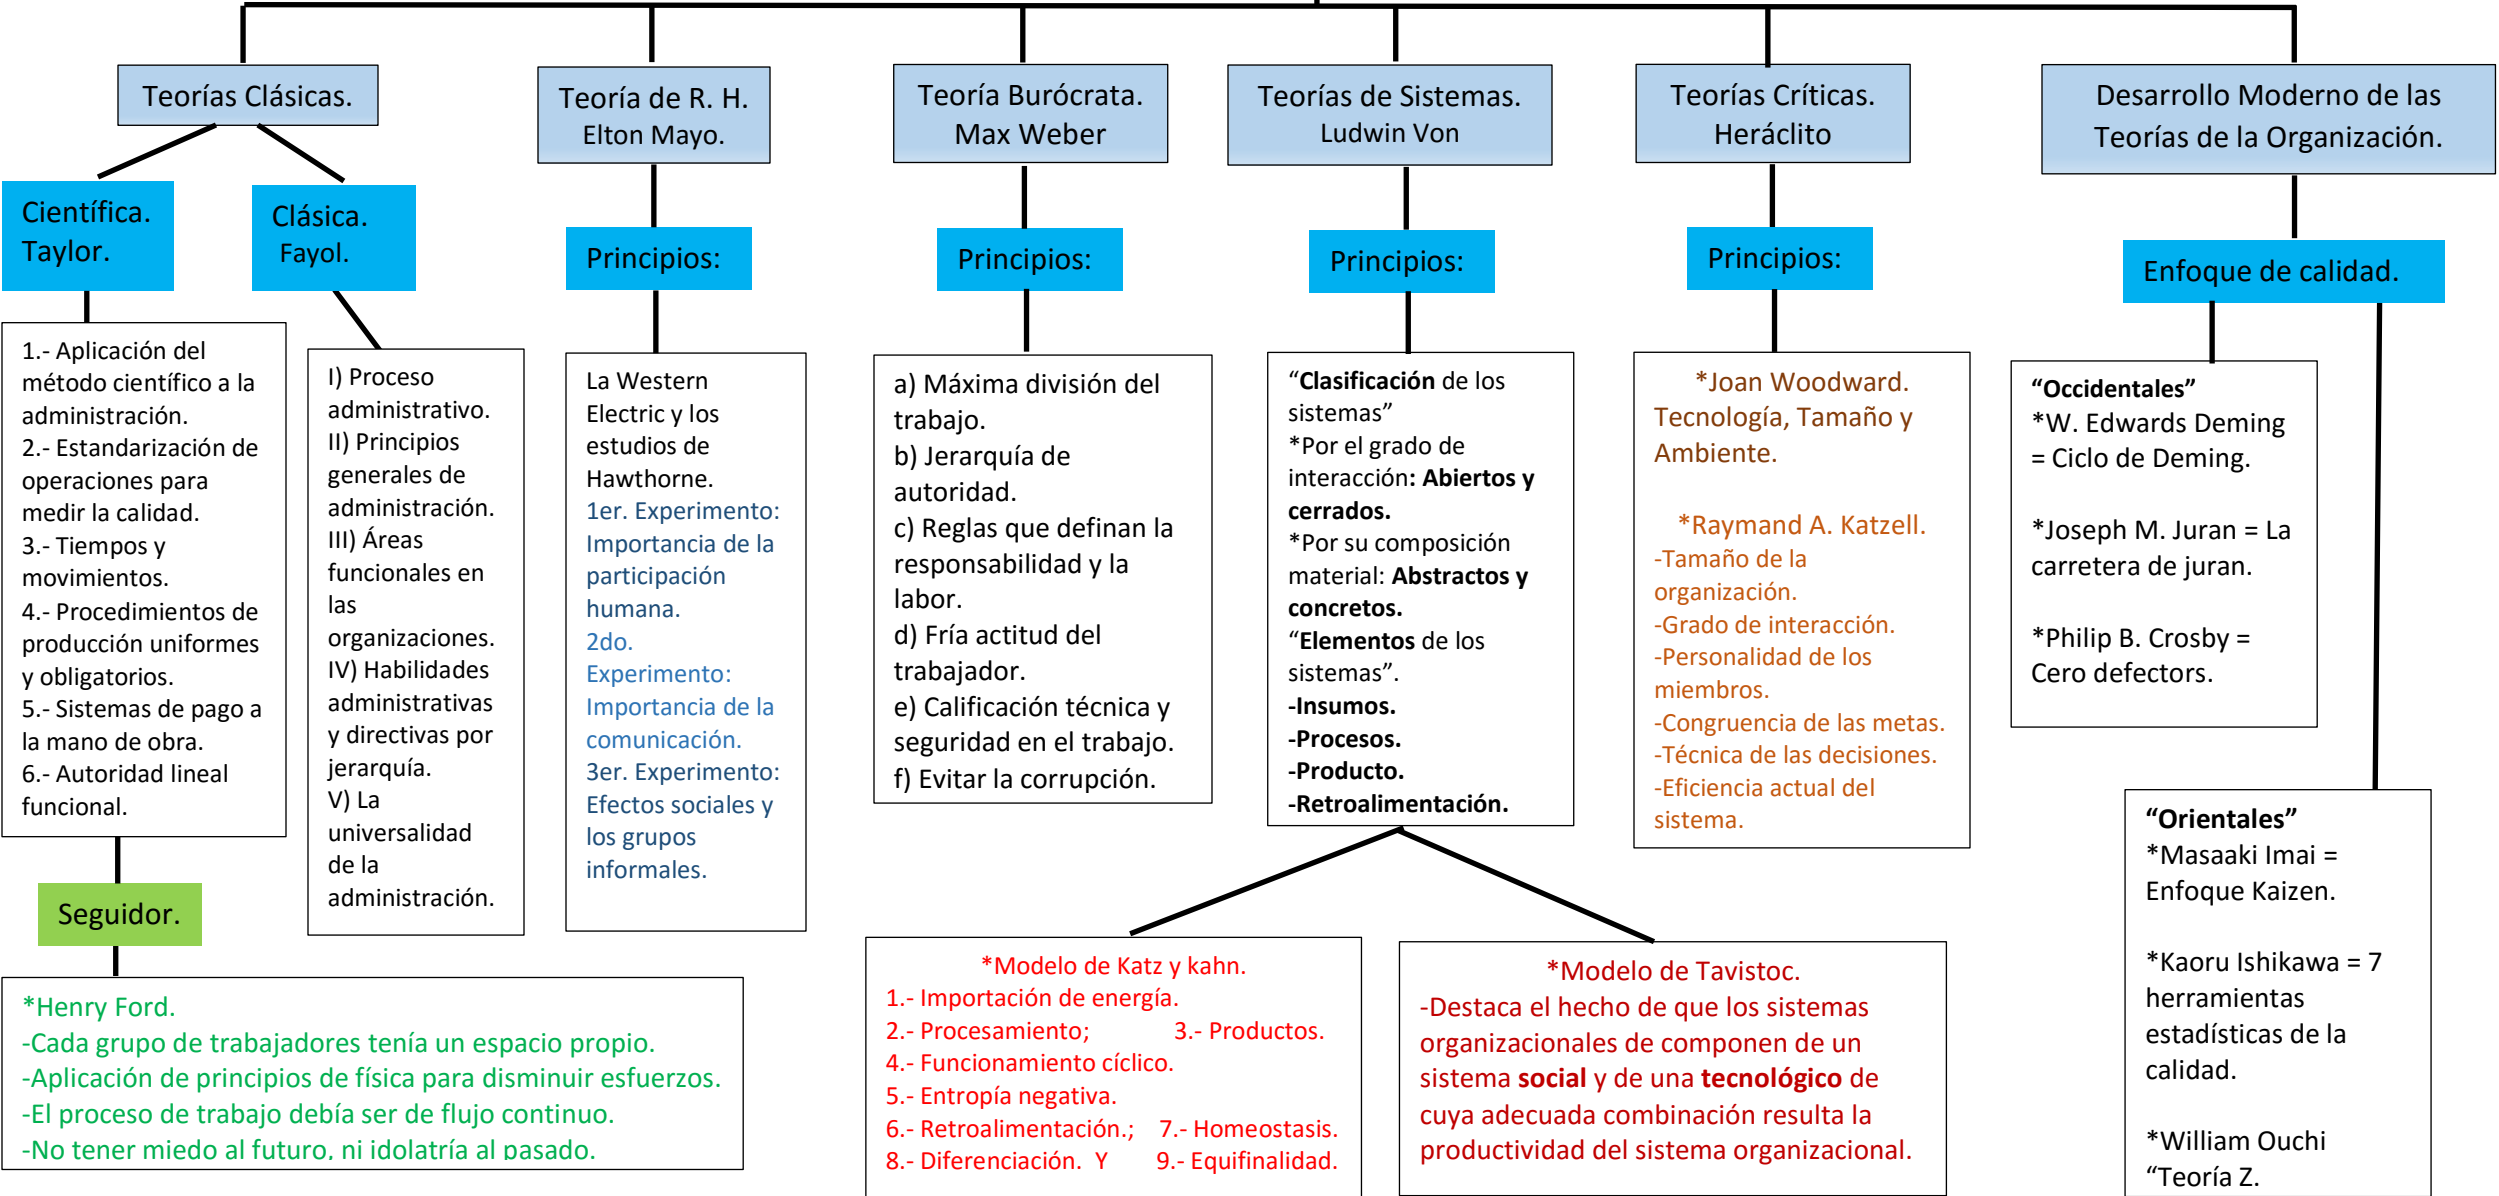 Teorías Clásicas.
Teoría de R. H.
Elton Mayo.
Teoría Burócrata.
Max Weber
Teorías de Sistemas.
Ludwin Von
Teorías Críticas.
Heráclito
Desarrollo Moderno de las
Teorías de la Organización.
Científica.
Taylor.
Clásica.
Fayol.
Principios:
Principios:
Principios:
Principios:
Enfoque de calidad.
1.- Aplicación del
método científico a la
administración.
2.- Estandarización de
operaciones para
medir la calidad.
3.- Tiempos y
movimientos.
4.- Procedimientos de
producción uniformes
y obligatorios.
5.- Sistemas de pago a
la mano de obra.
6.- Autoridad lineal
funcional.
I) Proceso
administrativo.
II) Principios
generales de
administración.
III) Áreas
funcionales en
las
organizaciones.
IV) Habilidades
administrativas
y directivas por
jerarquía.
V) La
universalidad
de la
administración.
La Western
Electric y los
estudios de
Hawthorne.
1er. Experimento:
Importancia de la
participación
humana.
2do.
Experimento:
Importancia de la
comunicación.
3er. Experimento:
Efectos sociales y
los grupos
informales.
a) Máxima división del
trabajo.
b) Jerarquía de
autoridad.
c) Reglas que definan la
responsabilidad y la
labor.
d) Fría actitud del
trabajador.
e) Calificación técnica y
seguridad en el trabajo.
f) Evitar la corrupción.
“Clasificación de los
sistemas”
*Por el grado de
interacción: Abiertos y
cerrados.
*Por su composición
material: Abstractos y
concretos.
“Elementos de los
sistemas”.
-Insumos.
-Procesos.
-Producto.
-Retroalimentación.
*Joan Woodward.
Tecnología, Tamaño y
Ambiente.
*Raymand A. Katzell.
-Tamaño de la
organización.
-Grado de interacción.
-Personalidad de los
miembros.
-Congruencia de las metas.
-Técnica de las decisiones.
-Eficiencia actual del
sistema.
“Occidentales”
*W. Edwards Deming
= Ciclo de Deming.
*Joseph M. Juran = La
carretera de juran.
*Philip B. Crosby =
Cero defectors.
“Orientales”
*Masaaki Imai =
Enfoque Kaizen.
*Kaoru Ishikawa = 7
herramientas
estadísticas de la
calidad.
*William Ouchi
“Teoría Z.
Seguidor.
*Henry Ford.
-Cada grupo de trabajadores tenía un espacio propio.
-Aplicación de principios de física para disminuir esfuerzos.
-El proceso de trabajo debía ser de flujo continuo.
-No tener miedo al futuro, ni idolatría al pasado.
*Modelo de Katz y kahn.
1.- Importación de energía.
2.- Procesamiento; 3.- Productos.
4.- Funcionamiento cíclico.
5.- Entropía negativa.
6.- Retroalimentación.; 7.- Homeostasis.
8.- Diferenciación. Y 9.- Equifinalidad.
*Modelo de Tavistoc.
-Destaca el hecho de que los sistemas
organizacionales de componen de un
sistema social y de una tecnológico de
cuya adecuada combinación resulta la
productividad del sistema organizacional.